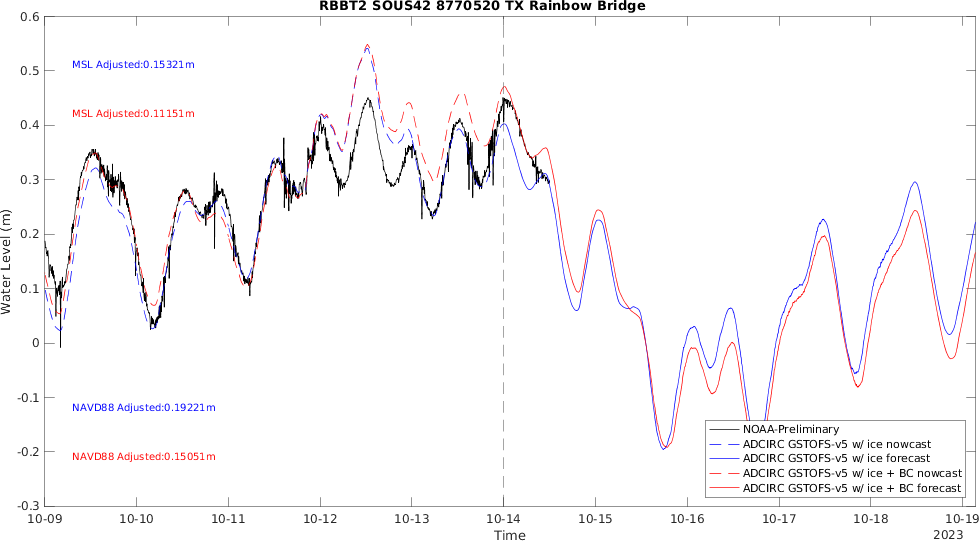 RBBT2 SOUS42 8770520 TX Rainbow Bridge
0.6
0.5
0.4
0.3
0.2
0.1
0
-0.1
-0.2
-0.3
Water Level (m)
MSL Adjusted:0.15321m
MSL Adjusted:0.11151m
NAVD88 Adjusted:0.19221m
NAVD88 Adjusted:0.15051m
NOAA-Preliminary
ADCIRC GSTOFS-v5 w/ ice nowcast
ADCIRC GSTOFS-v5 w/ ice forecast
ADCIRC GSTOFS-v5 w/ice + BC nowcast
ADCIRC GSTOFS-v5 w/ice + BC forecast
10-09 10-10 10-11 10-12 10-13 10-14 10-15 10-16 10-17 10-18 10-19
Time
2023